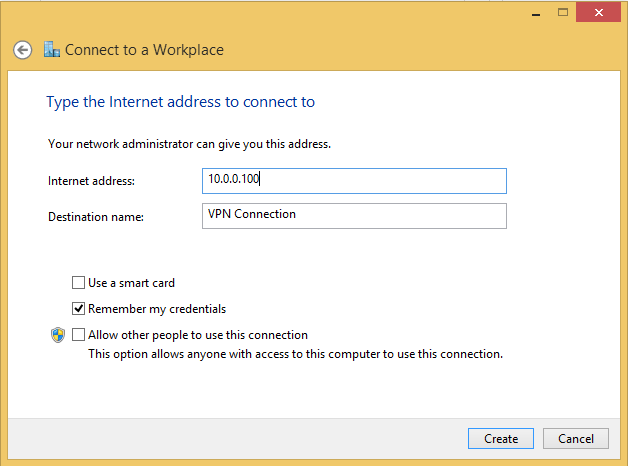 Connect to a Workplace
Type the Internet address to connect to
Your network administrator can give you this address.
Internet address: 10.0.0.100
Destination name: VPN Connection
Use a smart card
Remember my credentials
Allow other people to use this connection
This option allows anyone with access to this computer to use this connection.
Create Cancel